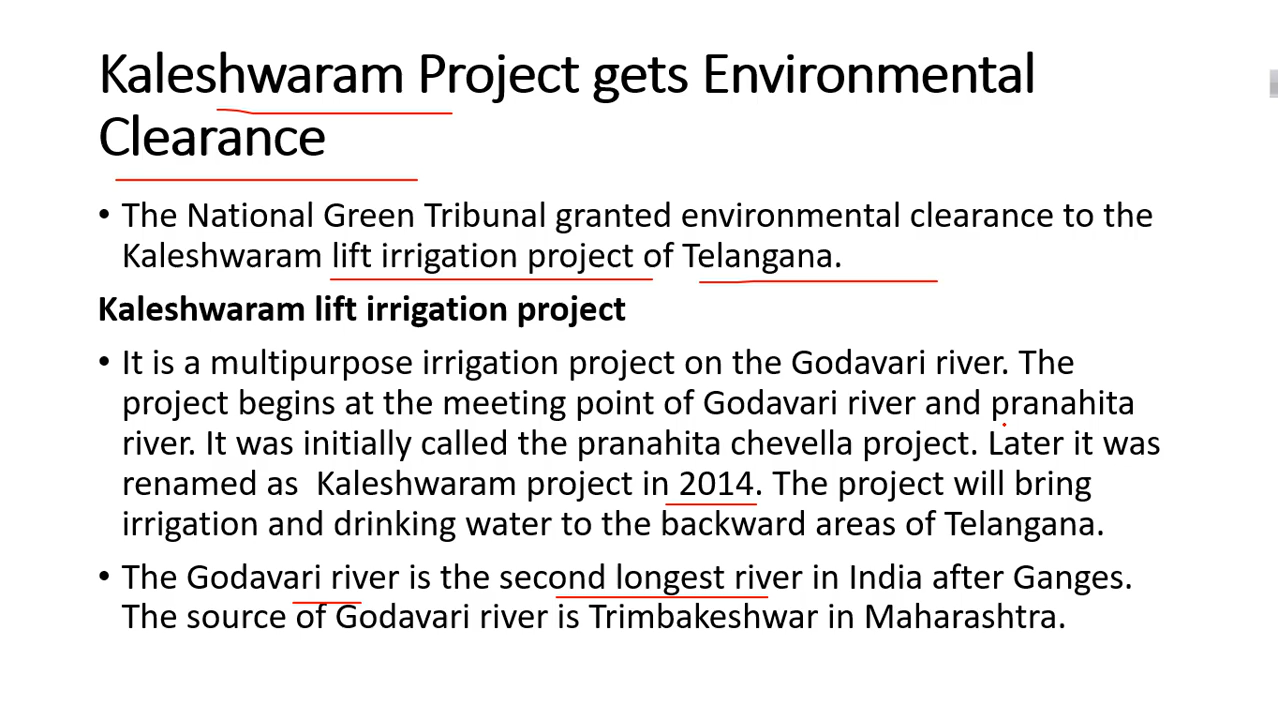 Kaleshwaram Project gets Environmental
Clearance
• The National Green Tribunal granted environmental clearance to the
Kaleshwaram lift irrigation project of Telangana.
Kaleshwaram lift irrigation project
• It is a multipurpose irrigation project on the Godavari river. The
project begins at the meeting point of Godavari river and pranahita
river. It was initially called the pranahita chevella project. Later it was
renamed as  Kaleshwaram project in 2014. The project will bring
irrigation and drinking water to the backward areas of Telangana.
• The Godavari river is the second longest river in India after Ganges.
The source of Godavari river is Trimbakeshwar in Maharashtra.